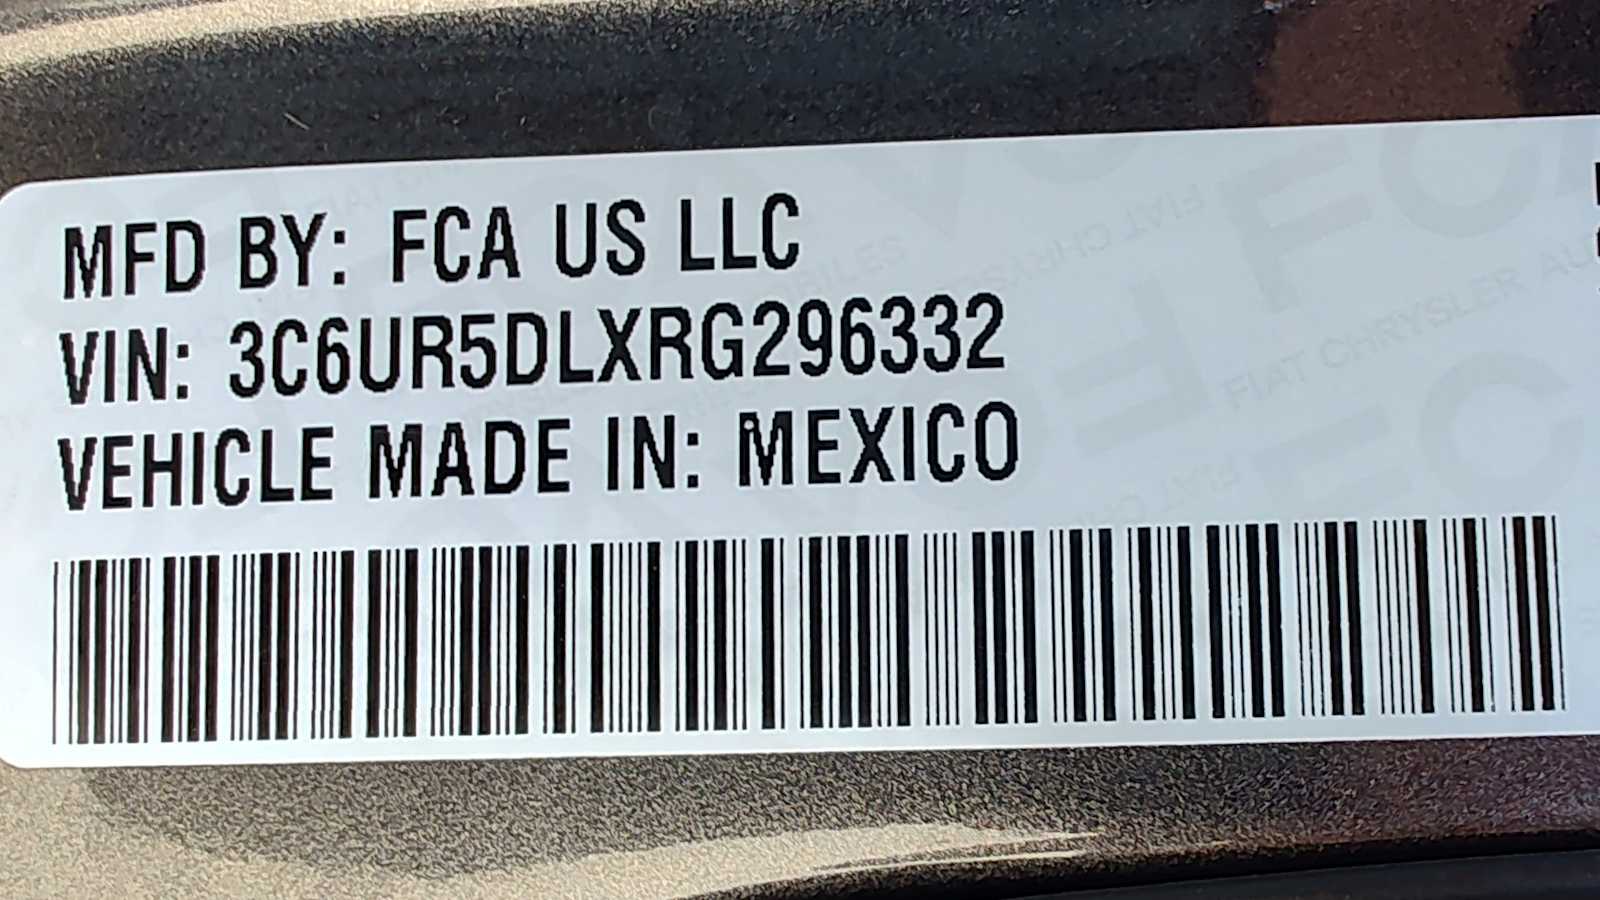 MFD BY: FCA US LLC
VIN: 3C6UR5DLXRG296332
VEHICLE MADE IN: MEXICO